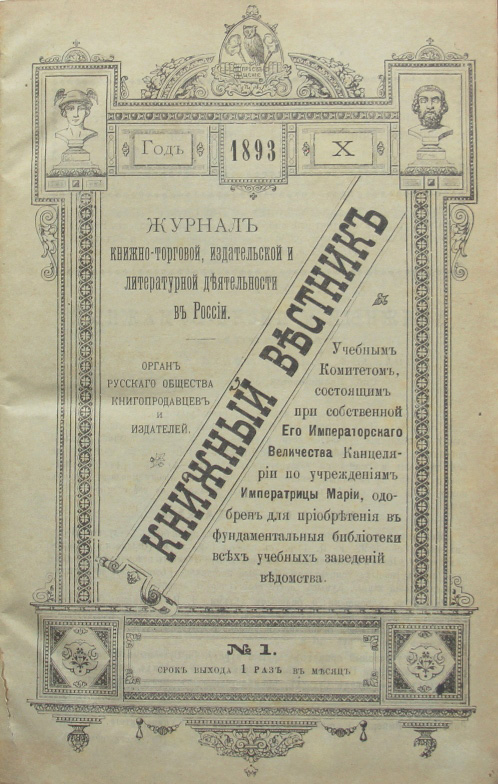 Годъ
1893
X
ЖУРНАЛЪ
книжно-торговой, издательской и
литературной дѣятельности
въ Россіи.
ОРГАНЪ
РУССКАГО ОБЩЕСТВА
КНИГОПРОДАВЦЕВЪ
И
ИЗДАТЕЛЕЙ.
КНИЖНЫЙ ВѢСТНИКЪ
Учебнымъ
Комитетомъ,
состоящимъ
при собственной
Его Императорскаго
Величества Канцеля-
ріи по учрежденіямъ
Императрицы Маріи, одо-
бренъ для пріобрѣтенія въ
фундаментальныя библіотеки
всѣхъ учебныхъ заведеній
вѣдомства.
№ 1.
СРОКЪ ВЫХОДА 1 РАЗЪ ВЪ МѢСЯЦЪ